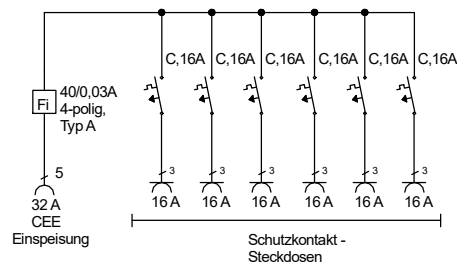 C,16A C,16A C,16A C,16A C,16A C,16A
Fi
40/0,03A
4-polig,
Typ A
5
3 3 3 3 3 3
32 A
CEE
Einspeisung
16 A 16 A 16 A 16 A 16 A 16 A
Schutzkontakt -
Steckdosen